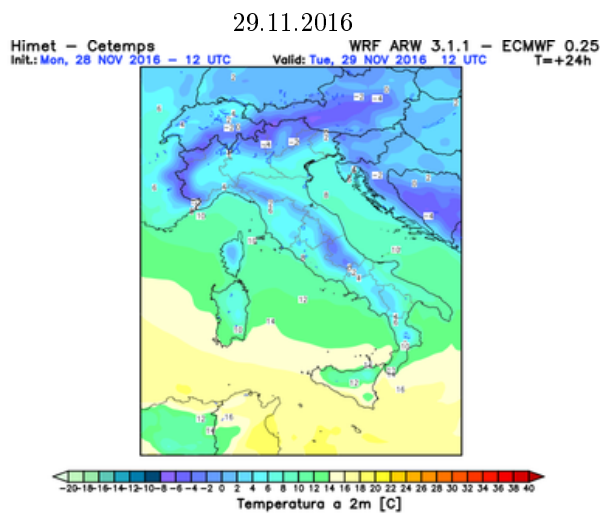 29.11.2016
Himet – Cetemps WRF ARW 3.1.1 – ECMWF 0.25
Init.: Mon, 28 NOV 2016 – 12 UTC Valid: Tue, 29 NOV 2016 12 UTC T=+24h
-20 -18 -16 -14 -12 -10 -8 -6 -4 -2 0 2 4 6 8 10 12 14 16 18 20 22 24 26 28 30 32 34 36 38 40
Temperatura a 2m [C]